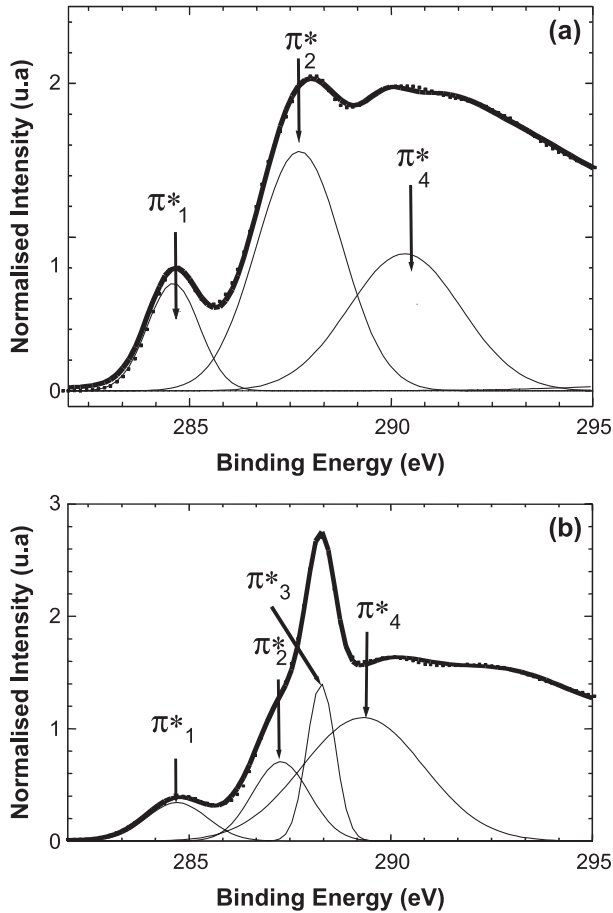 (a)
π*2
π*4
π*1
2
1
0
Normalised Intensity (u.a)
285
290
295
Binding Energy (eV)
(b)
3
2
1
0
π*3
π*4
π*2
π*1
Normalised Intensity (u.a)
285
290
295
Binding Energy (eV)